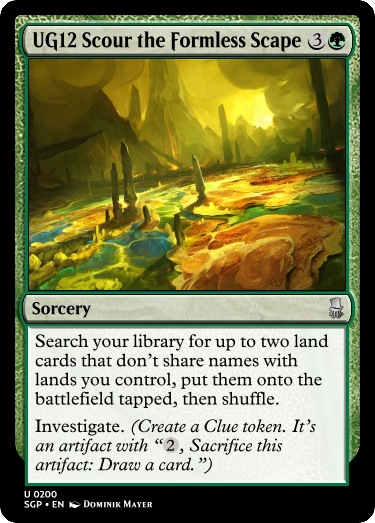 UG12 Scour the Formless Scape 3
Sorcery
Search your library for up to two land
cards that don't share names with
lands you control, put them onto the
battlefield tapped, then shuffle.
Investigate. (Create a Clue token. It's
an artifact with “2, Sacrifice this
artifact: Draw a card.”)
U 0200
SGP • EN Dominik Mayer